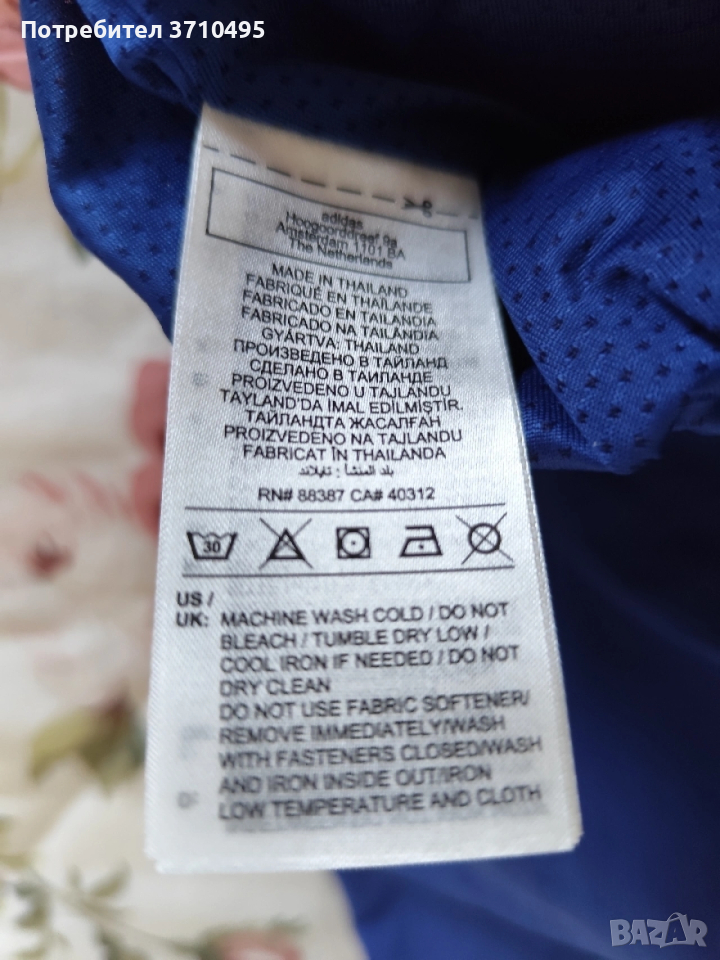 Потребител 3710495
adidas
Hoogoorddreef 9a
Amsterdam 1101 BA
The Netherlands
MADE IN THAILAND
FABRIQUÉ EN THAÏLANDE
FABRICADO EN TAILANDIA
FABRICADO NA TAILÂNDIA
GYÁRTVA: THAILAND
ПРОИЗВЕДЕНО В ТАЙЛАНД
СДЕЛАНО В ТАИЛАНДЕ
PROIZVEDENO U TAJLANDU
TAYLAND'DA IMAL EDİLMİŞTİR.
ТАЙЛАНДТА ЖАСАЛҒАН
PROIZVEDENO NA TAJLANDU
FABRICAT ÎN THAILANDA
بلد المنشأ : تايلاند
RN# 88387 CA# 40312
30
US /
UK: MACHINE WASH COLD / DO NOT
BLEACH / TUMBLE DRY LOW /
COOL IRON IF NEEDED / DO NOT
DRY CLEAN
DO NOT USE FABRIC SOFTENER/
REMOVE IMMEDIATELY/WASH
WITH FASTENERS CLOSED/WASH
AND IRON INSIDE OUT/IRON
LOW TEMPERATURE AND CLOTH
BAZAR